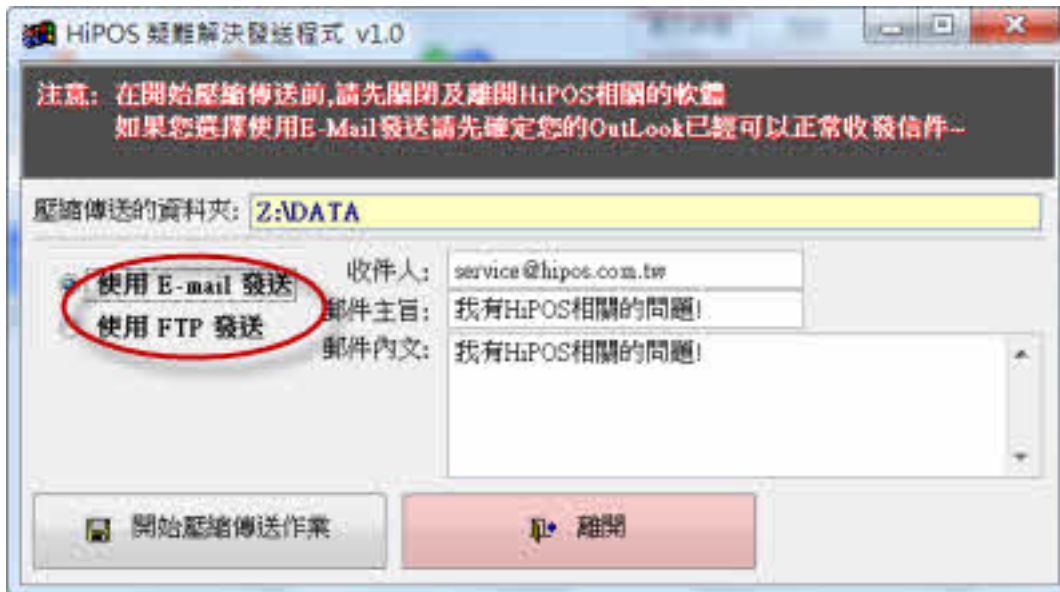 HiPOS 疑難解決發送程式 v1.0
注意: 在開始壓縮傳送前,請先關閉及離開HiPOS相關的軟體
如果您選擇使用E-Mail發送請先確定您的OutLook已經可以正常收發信件~
壓縮傳送的資料夾: Z:\DATA
使用 E-mail 發送
使用 FTP 發送
收件人: service@hipos.com.tw
郵件主旨: 我有HiPOS相關的問題!
郵件內文: 我有HiPOS相關的問題!
開始壓縮傳送作業
離開